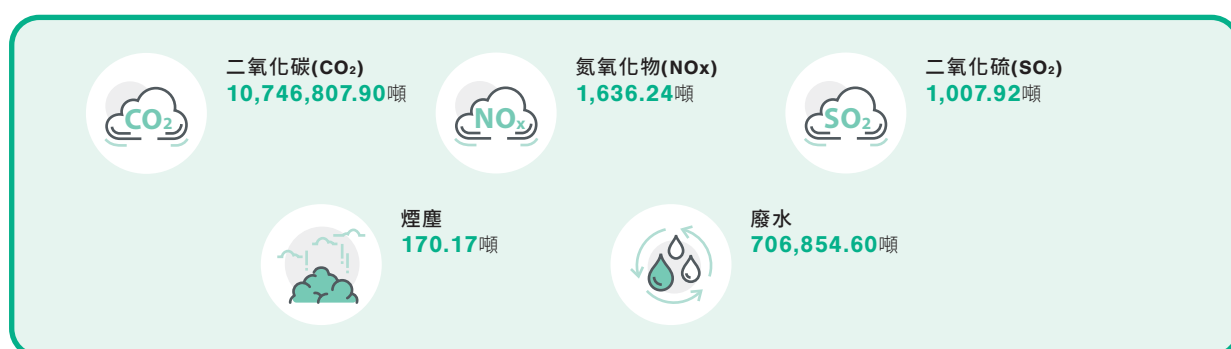 二氧化碳(CO₂)
10,746,807.90噸
CO₂
氮氧化物(NOx)
1,636.24噸
NOₓ
二氧化硫(SO₂)
1,007.92噸
SO₂
煙塵
170.17噸
廢水
706,854.60噸